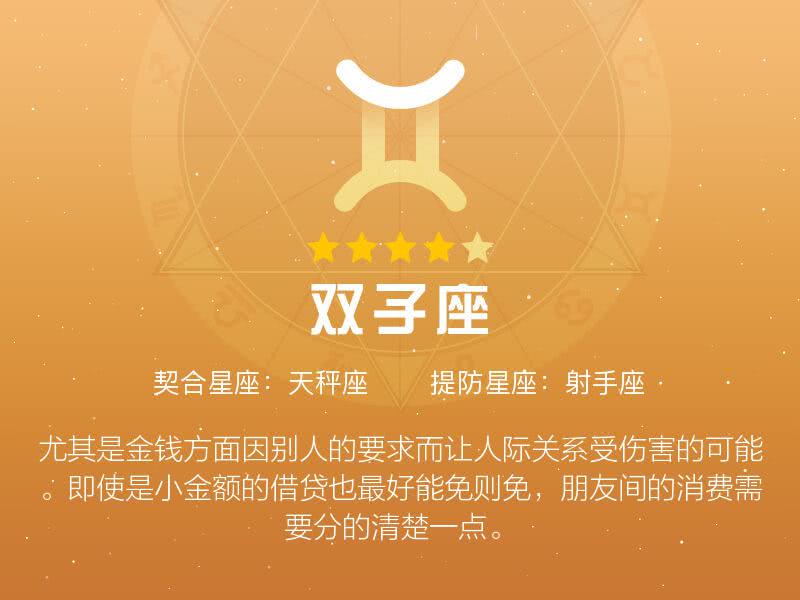 双子座
契合星座：天秤座 提防星座：射手座
尤其是金钱方面因别人的要求而让人际关系受伤害的可能
。即使是小金额的借贷也最好能免则免，朋友间的消费需
要分的清楚一点。